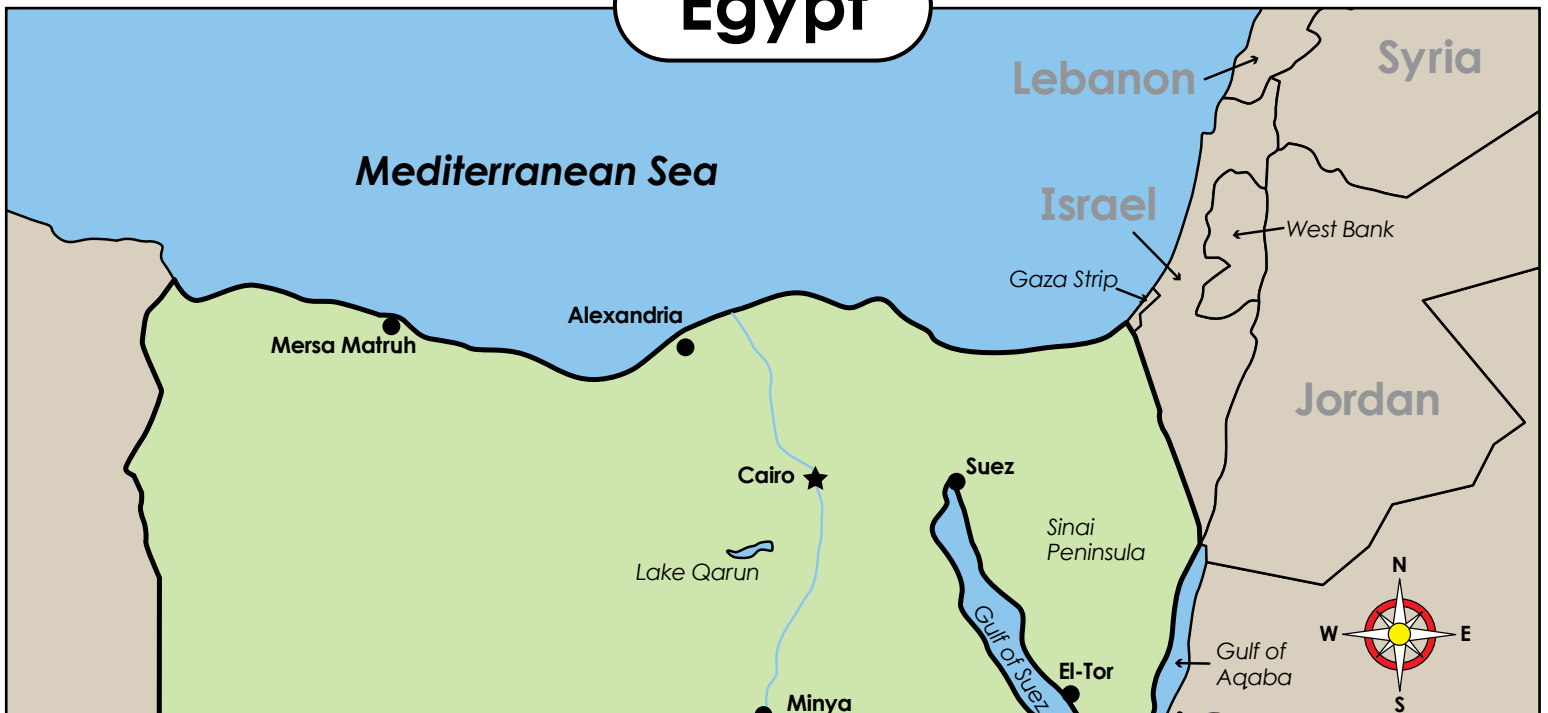 Egypt
Lebanon
Syria
Mediterranean Sea
Israel
West Bank
Gaza Strip
Alexandria
Mersa Matruh
Jordan
Cairo
Suez
Sinai
Peninsula
Lake Qarun
N
W
E
S
Gulf of Suez
Gulf of
Aqaba
El-Tor
Minya